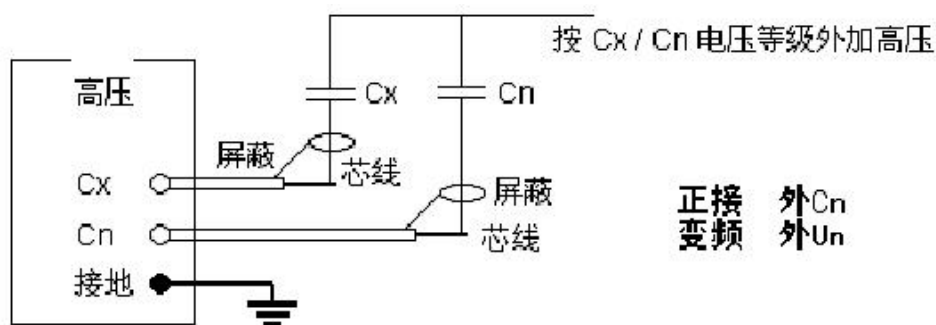 按 Cx / Cn 电压等级外加高压
高压
Cx
Cn
屏蔽
芯线
Cx
屏蔽
正接 外Cn
Cn
芯线
变频 外Un
接地